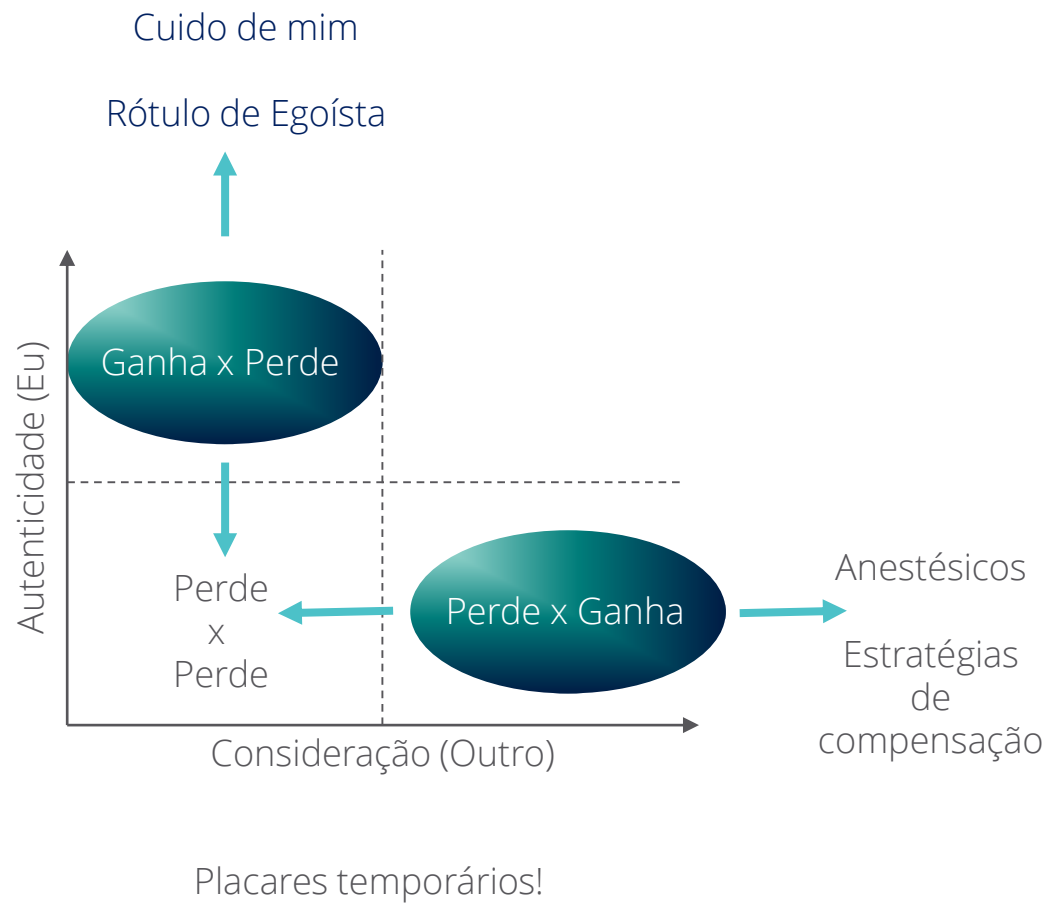 Cuido de mim
Rótulo de Egoísta
Autenticidade (Eu)
Ganha x Perde
Perde
x
Perde
Perde x Ganha
Anestésicos
Estratégias
de
compensação
Consideração (Outro)
Placares temporários!